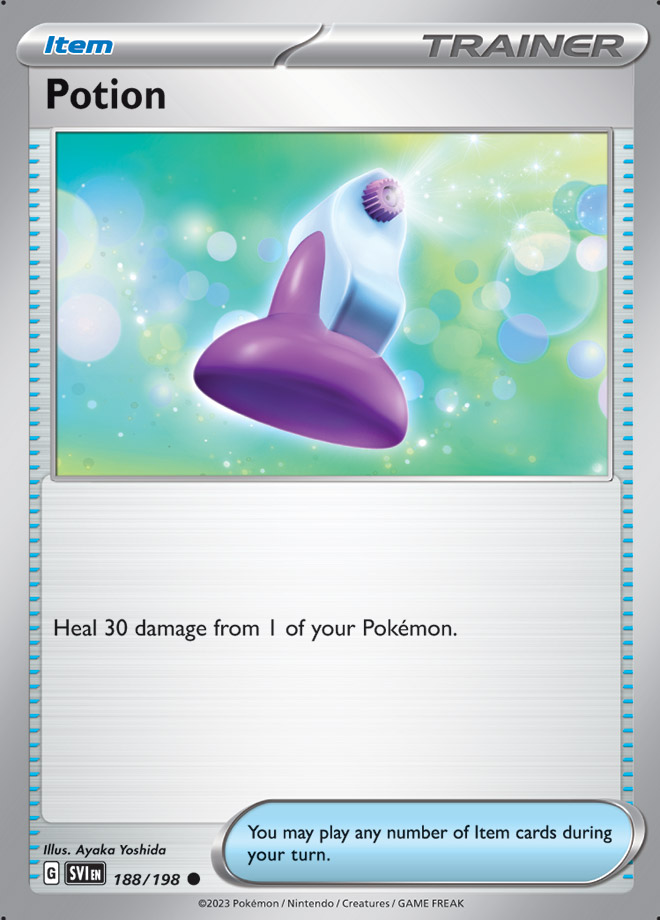 Item
TRAINER
Potion
Heal 30 damage from 1 of your Pokémon.
You may play any number of Item cards during
your turn.
Illus. Ayaka Yoshida
G SVI EN 188/198
©2023 Pokémon / Nintendo / Creatures / GAME FREAK